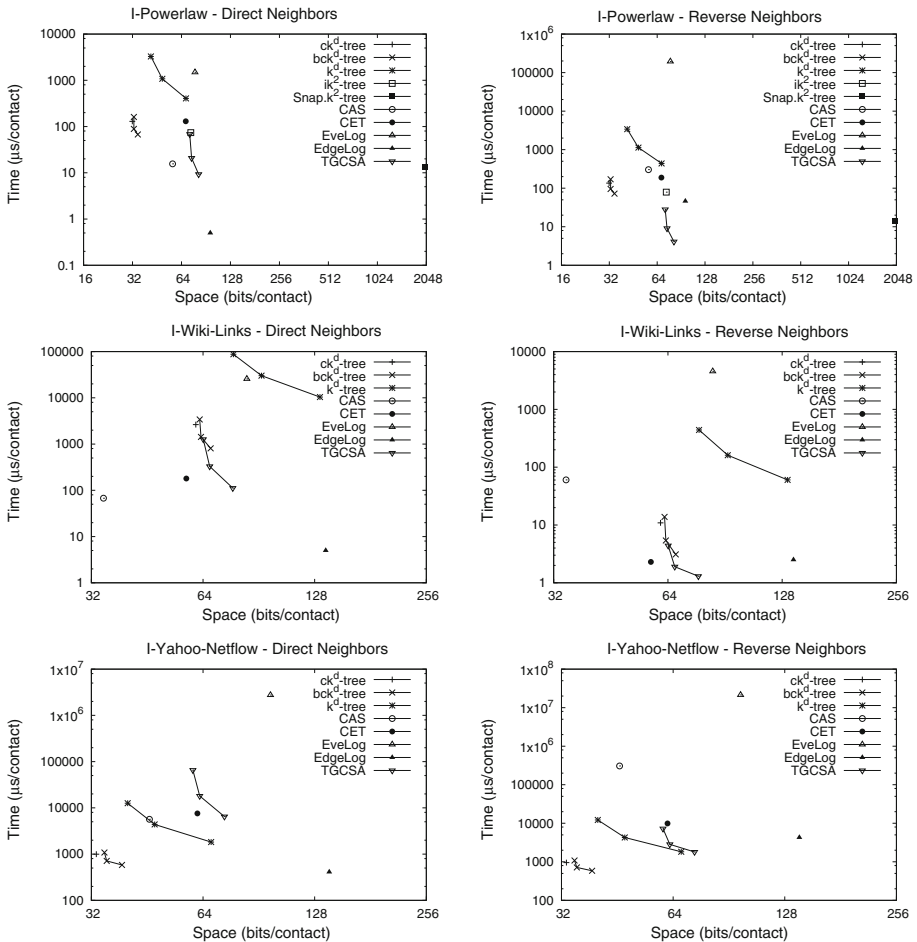 I-Powerlaw - Direct Neighbors
Time (μs/contact)
10000
1000
100
10
1
0.1
16 32 64 128 256 512 1024 2048
Space (bits/contact)
ck^d-tree
bck^d-tree
k^d-tree
ik^2-tree
Snap.k^2-tree
CAS
CET
EveLog
EdgeLog
TGCSA
I-Powerlaw - Reverse Neighbors
Time (μs/contact)
1x10^6
100000
10000
1000
100
10
1
16 32 64 128 256 512 1024 2048
Space (bits/contact)
ck^d-tree
bck^d-tree
k^d-tree
ik^2-tree
Snap.k^2-tree
CAS
CET
EveLog
EdgeLog
TGCSA
I-Wiki-Links - Direct Neighbors
Time (μs/contact)
100000
10000
1000
100
10
1
32 64 128 256
Space (bits/contact)
ck^d-tree
bck^d-tree
k^d-tree
CAS
CET
EveLog
EdgeLog
TGCSA
I-Wiki-Links - Reverse Neighbors
Time (μs/contact)
10000
1000
100
10
1
32 64 128 256
Space (bits/contact)
ck^d-tree
bck^d-tree
k^d-tree
CAS
CET
EveLog
EdgeLog
TGCSA
I-Yahoo-Netflow - Direct Neighbors
Time (μs/contact)
1x10^7
1x10^6
100000
10000
1000
100
32 64 128 256
Space (bits/contact)
ck^d-tree
bck^d-tree
k^d-tree
CAS
CET
EveLog
EdgeLog
TGCSA
I-Yahoo-Netflow - Reverse Neighbors
Time (μs/contact)
1x10^8
1x10^7
1x10^6
100000
10000
1000
100
32 64 128 256
Space (bits/contact)
ck^d-tree
bck^d-tree
k^d-tree
CAS
CET
EveLog
EdgeLog
TGCSA